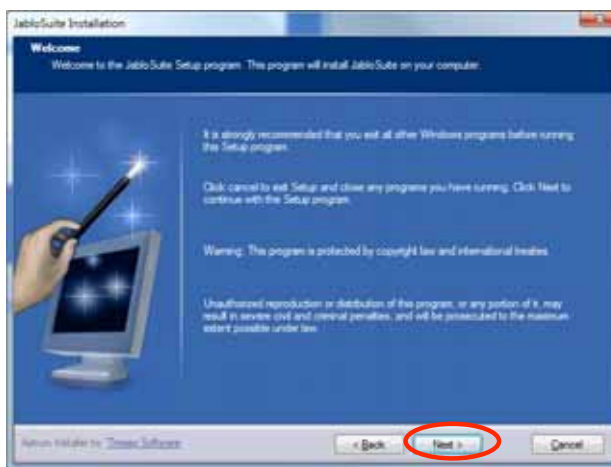 JabloSuite Installation
Welcome
Welcome to the JabloSuite Setup program. This program will install JabloSuite on your computer.
It is strongly recommended that you exit all other Windows programs before running
this Setup program.
Click cancel to exit Setup and close any programs you have running. Click Next to
continue with the Setup program.
Warning: This program is protected by copyright law and international treaties.
Unauthorized reproduction or distribution of this program, or any portion of it, may
result in severe civil and criminal penalties, and will be prosecuted to the maximum
extent possible under law.
Installer by Software
< Back
Next >
Cancel